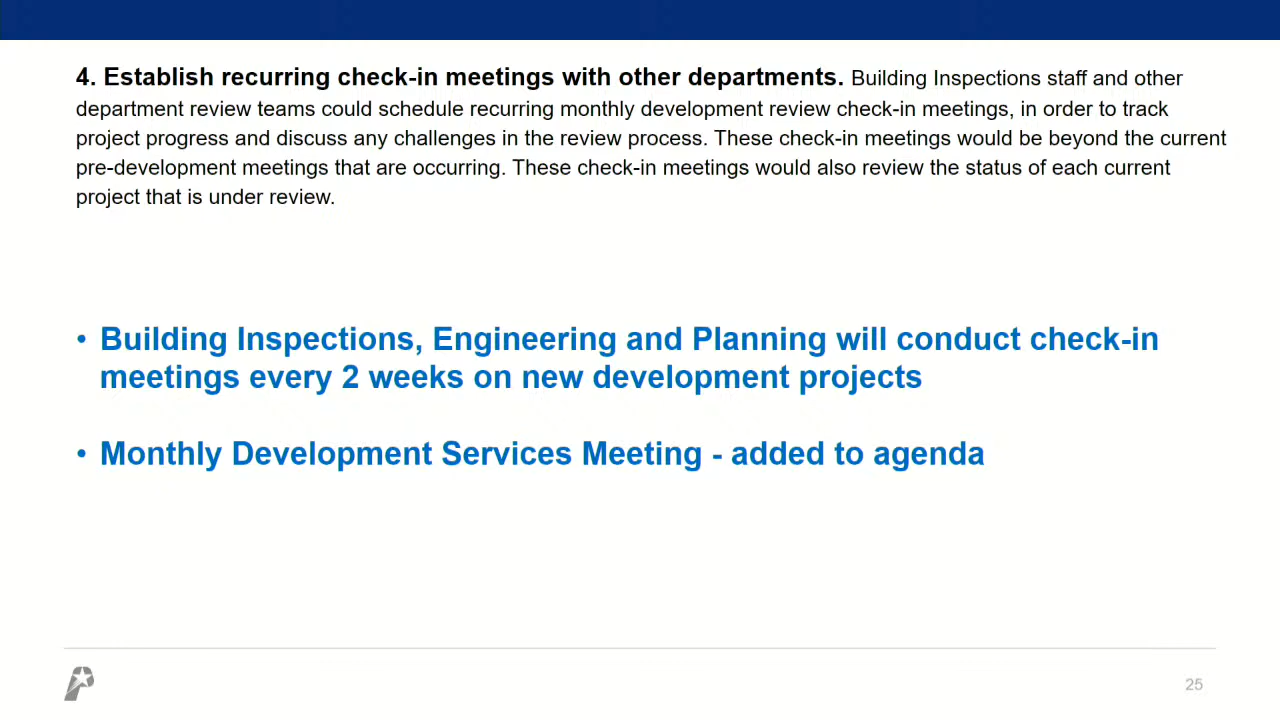 4. Establish recurring check-in meetings with other departments. Building Inspections staff and other
department review teams could schedule recurring monthly development review check-in meetings, in order to track
project progress and discuss any challenges in the review process. These check-in meetings would be beyond the current
pre-development meetings that are occurring. These check-in meetings would also review the status of each current
project that is under review.
• Building Inspections, Engineering and Planning will conduct check-in
meetings every 2 weeks on new development projects
• Monthly Development Services Meeting - added to agenda
25